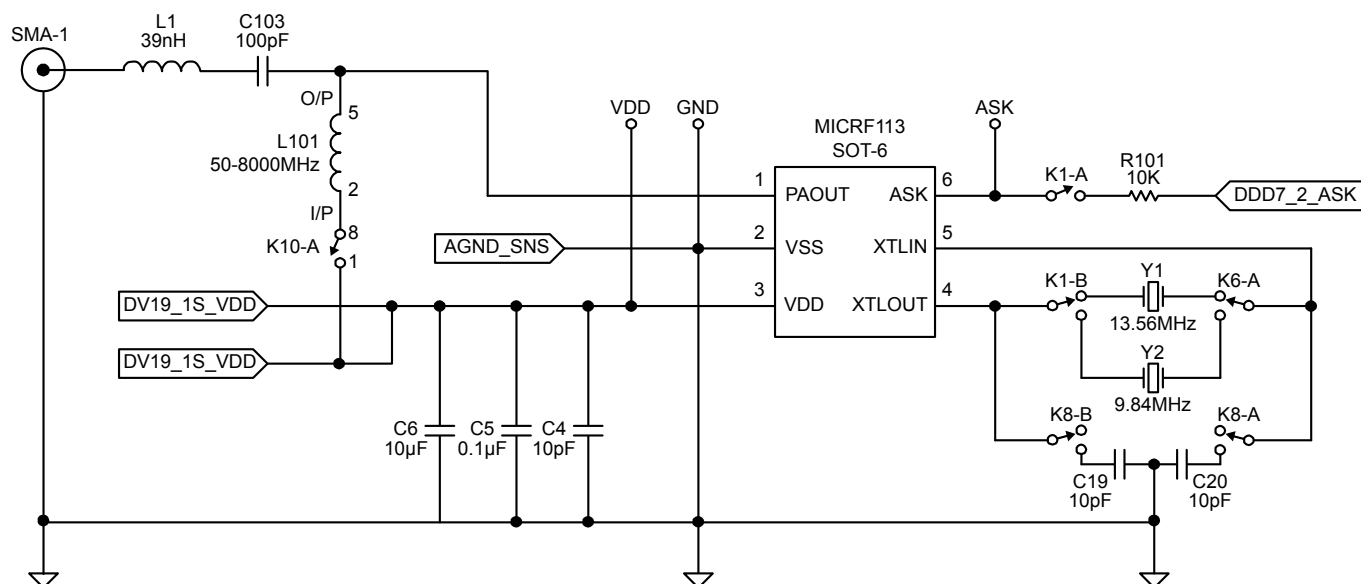 SMA-1
L1
39nH
C103
100pF
O/P
5
L101
50-8000MHz
2
I/P
8
K10-A
1
DV19_1S_VDD
DV19_1S_VDD
AGND_SNS
VDD
GND
C6
10µF
C5
0.1µF
C4
10pF
MICRF113
SOT-6
1
PAOUT
2
VSS
3
VDD
ASK
6
XTLIN
5
XTLOUT
4
ASK
K1-A
R101
10K
DDD7_2_ASK
K1-B
Y1
13.56MHz
K6-A
Y2
9.84MHz
K8-B
K8-A
C19
10pF
C20
10pF